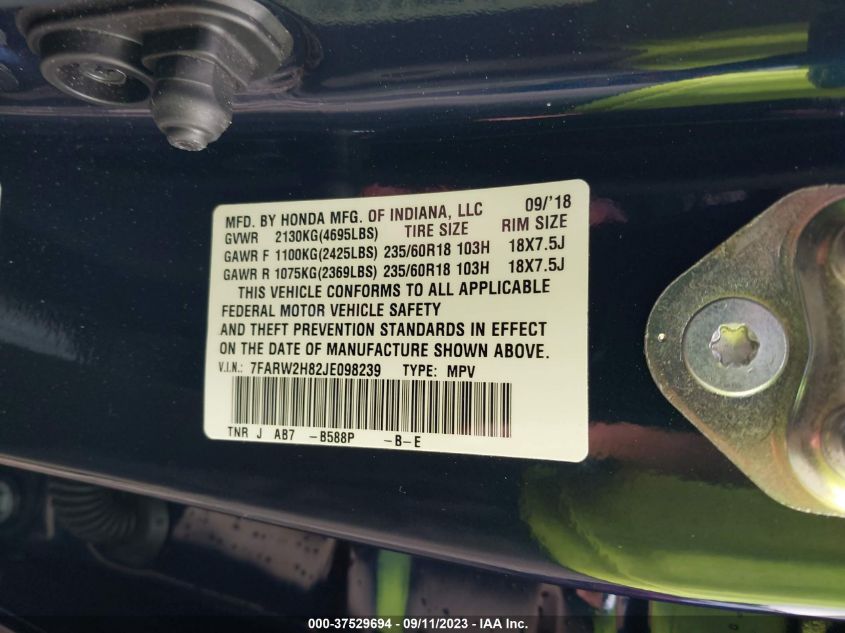 MFD. BY HONDA MFG. OF INDIANA, LLC 09/'18
GVWR 2130KG(4695LBS) TIRE SIZE RIM SIZE
GAWR F 1100KG(2425LBS) 235/60R18 103H 18X7.5J
GAWR R 1075KG(2369LBS) 235/60R18 103H 18X7.5J
THIS VEHICLE CONFORMS TO ALL APPLICABLE
FEDERAL MOTOR VEHICLE SAFETY
AND THEFT PREVENTION STANDARDS IN EFFECT
ON THE DATE OF MANUFACTURE SHOWN ABOVE.
V.I.N.: 7FARW2H82JE098239 TYPE: MPV
TNR J AB7 -B588P -B-E
000-37529694 - 09/11/2023 - IAA Inc.